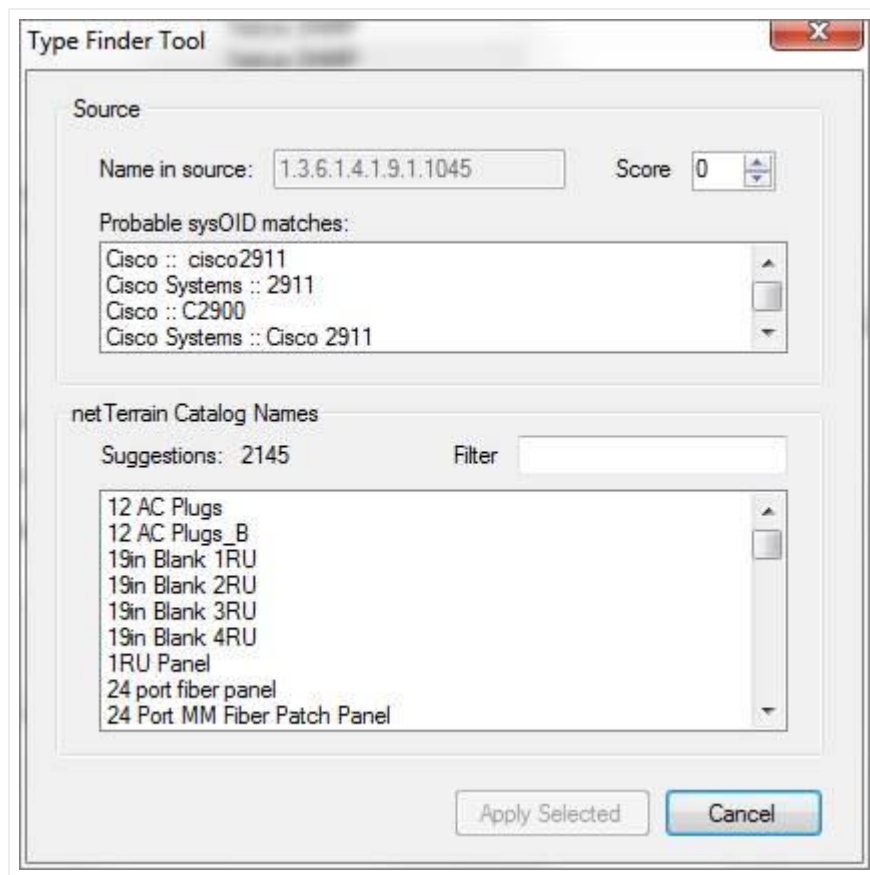 Type Finder Tool
Source
Name in source: 1.3.6.1.4.1.9.1.1045 Score 0
Probable sysOID matches:
Cisco :: cisco2911
Cisco Systems :: 2911
Cisco :: C2900
Cisco Systems :: Cisco 2911
netTerrain Catalog Names
Suggestions: 2145 Filter
12 AC Plugs
12 AC Plugs_B
19in Blank 1RU
19in Blank 2RU
19in Blank 3RU
19in Blank 4RU
1RU Panel
24 port fiber panel
24 Port MM Fiber Patch Panel
Apply Selected Cancel